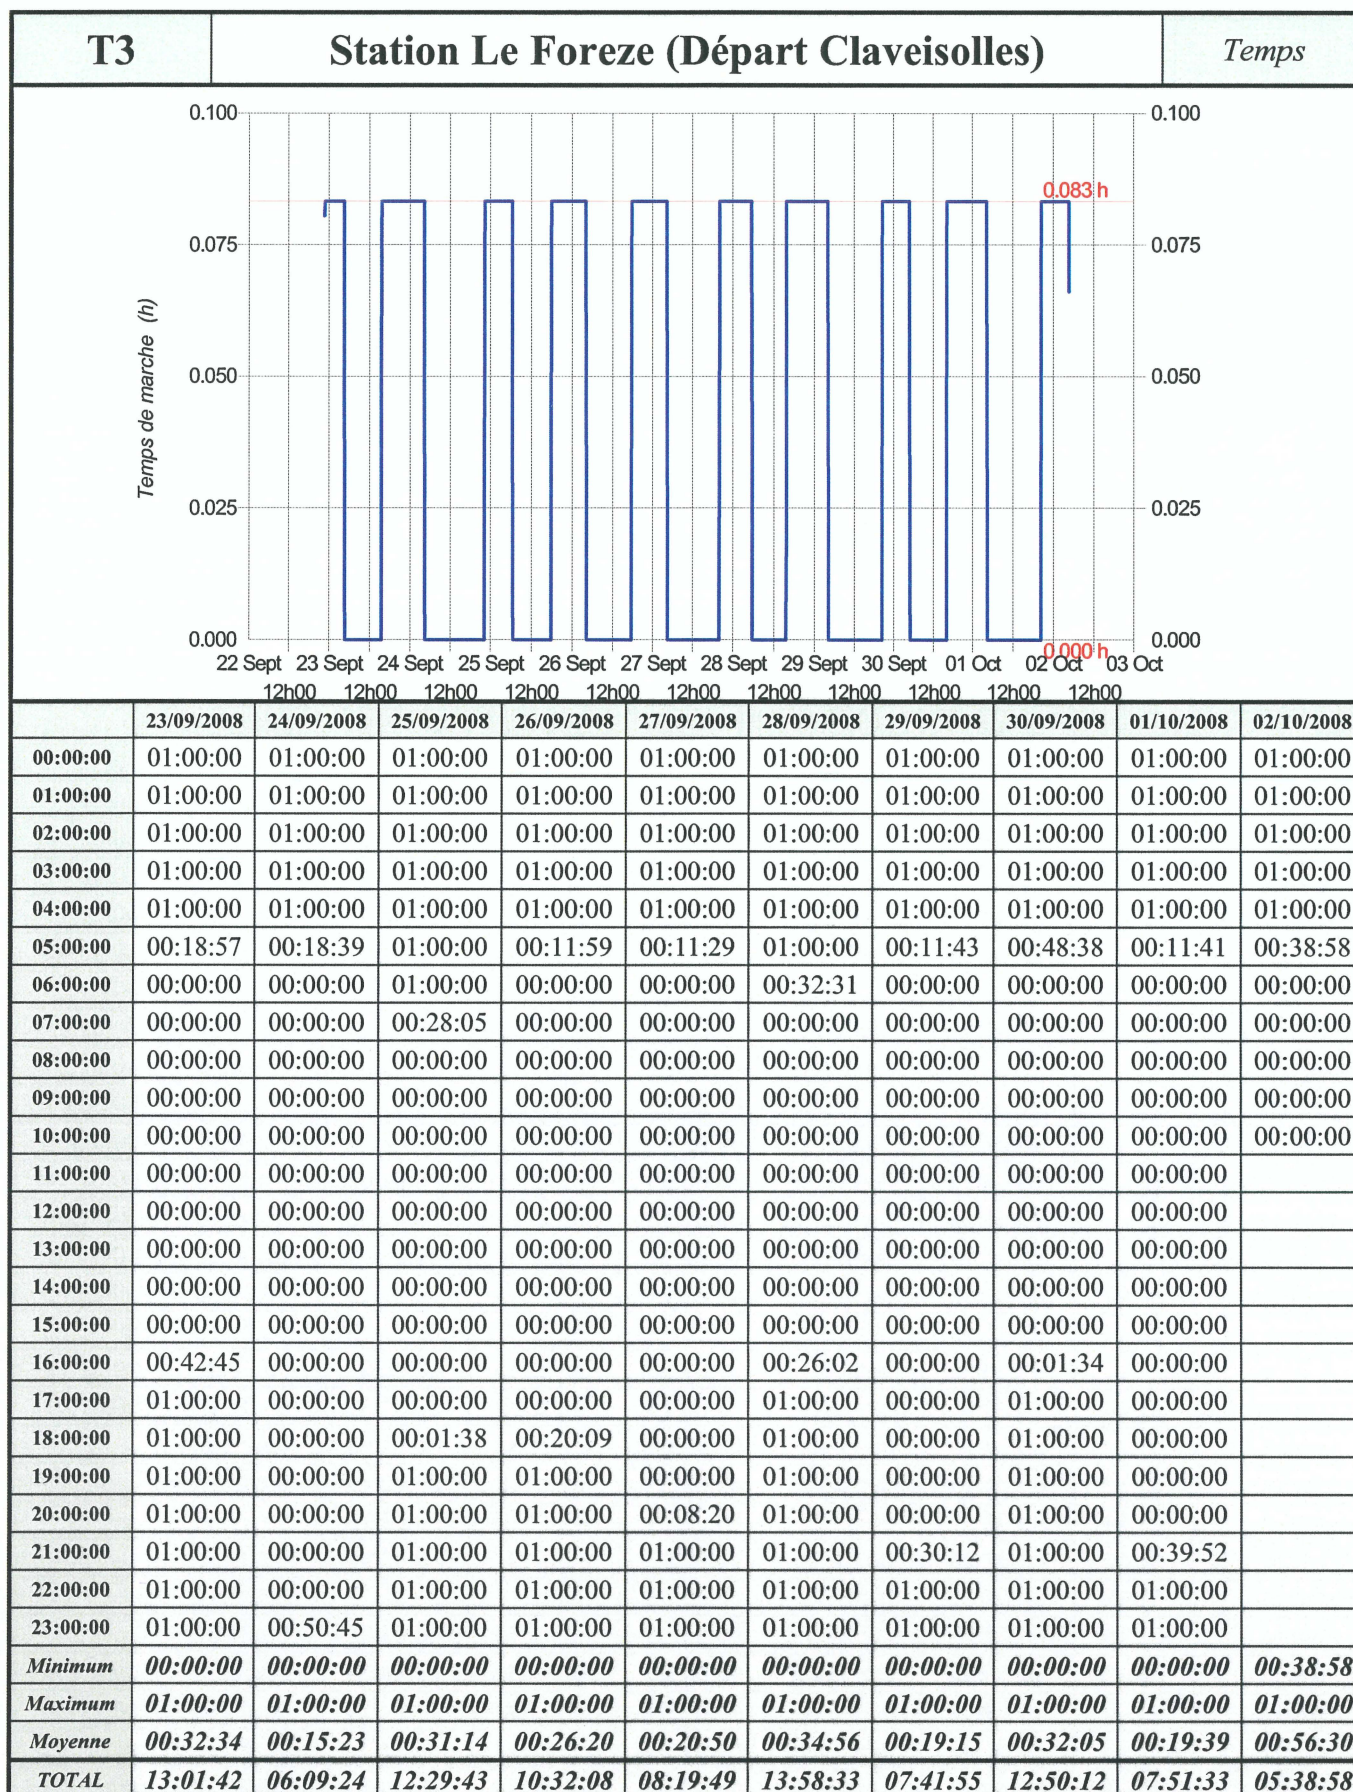 T3 Station Le Foreze (Départ Claveisolles) Temps
0.100 0.100
0.083 h
0.075 0.075
0.050 0.050
0.025 0.025
0.000 0.000
0.000 h
Temps de marche (h)
22 Sept 23 Sept 24 Sept 25 Sept 26 Sept 27 Sept 28 Sept 29 Sept 30 Sept 01 Oct 02 Oct 03 Oct
12h00 12h00 12h00 12h00 12h00 12h00 12h00 12h00 12h00 12h00 12h00
23/09/2008 24/09/2008 25/09/2008 26/09/2008 27/09/2008 28/09/2008 29/09/2008 30/09/2008 01/10/2008 02/10/2008
00:00:00 01:00:00 01:00:00 01:00:00 01:00:00 01:00:00 01:00:00 01:00:00 01:00:00 01:00:00 01:00:00
01:00:00 01:00:00 01:00:00 01:00:00 01:00:00 01:00:00 01:00:00 01:00:00 01:00:00 01:00:00 01:00:00
02:00:00 01:00:00 01:00:00 01:00:00 01:00:00 01:00:00 01:00:00 01:00:00 01:00:00 01:00:00 01:00:00
03:00:00 01:00:00 01:00:00 01:00:00 01:00:00 01:00:00 01:00:00 01:00:00 01:00:00 01:00:00 01:00:00
04:00:00 01:00:00 01:00:00 01:00:00 01:00:00 01:00:00 01:00:00 01:00:00 01:00:00 01:00:00 01:00:00
05:00:00 00:18:57 00:18:39 01:00:00 00:11:59 00:11:29 01:00:00 00:11:43 00:48:38 00:11:41 00:38:58
06:00:00 00:00:00 00:00:00 01:00:00 00:00:00 00:00:00 00:32:31 00:00:00 00:00:00 00:00:00 00:00:00
07:00:00 00:00:00 00:00:00 00:28:05 00:00:00 00:00:00 00:00:00 00:00:00 00:00:00 00:00:00 00:00:00
08:00:00 00:00:00 00:00:00 00:00:00 00:00:00 00:00:00 00:00:00 00:00:00 00:00:00 00:00:00 00:00:00
09:00:00 00:00:00 00:00:00 00:00:00 00:00:00 00:00:00 00:00:00 00:00:00 00:00:00 00:00:00 00:00:00
10:00:00 00:00:00 00:00:00 00:00:00 00:00:00 00:00:00 00:00:00 00:00:00 00:00:00 00:00:00 00:00:00
11:00:00 00:00:00 00:00:00 00:00:00 00:00:00 00:00:00 00:00:00 00:00:00 00:00:00 00:00:00
12:00:00 00:00:00 00:00:00 00:00:00 00:00:00 00:00:00 00:00:00 00:00:00 00:00:00 00:00:00
13:00:00 00:00:00 00:00:00 00:00:00 00:00:00 00:00:00 00:00:00 00:00:00 00:00:00 00:00:00
14:00:00 00:00:00 00:00:00 00:00:00 00:00:00 00:00:00 00:00:00 00:00:00 00:00:00 00:00:00
15:00:00 00:00:00 00:00:00 00:00:00 00:00:00 00:00:00 00:00:00 00:00:00 00:00:00 00:00:00
16:00:00 00:42:45 00:00:00 00:00:00 00:00:00 00:00:00 00:26:02 00:00:00 00:01:34 00:00:00
17:00:00 01:00:00 00:00:00 00:00:00 00:00:00 00:00:00 01:00:00 00:00:00 01:00:00 00:00:00
18:00:00 01:00:00 00:00:00 00:01:38 00:20:09 00:00:00 01:00:00 00:00:00 01:00:00 00:00:00
19:00:00 01:00:00 00:00:00 01:00:00 01:00:00 00:00:00 01:00:00 00:00:00 01:00:00 00:00:00
20:00:00 01:00:00 00:00:00 01:00:00 01:00:00 00:08:20 01:00:00 00:00:00 01:00:00 00:00:00
21:00:00 01:00:00 00:00:00 01:00:00 01:00:00 01:00:00 01:00:00 00:30:12 01:00:00 00:39:52
22:00:00 01:00:00 00:00:00 01:00:00 01:00:00 01:00:00 01:00:00 01:00:00 01:00:00 01:00:00
23:00:00 01:00:00 00:50:45 01:00:00 01:00:00 01:00:00 01:00:00 01:00:00 01:00:00 01:00:00
Minimum 00:00:00 00:00:00 00:00:00 00:00:00 00:00:00 00:00:00 00:00:00 00:00:00 00:00:00 00:38:58
Maximum 01:00:00 01:00:00 01:00:00 01:00:00 01:00:00 01:00:00 01:00:00 01:00:00 01:00:00 01:00:00
Moyenne 00:32:34 00:15:23 00:31:14 00:26:20 00:20:50 00:34:56 00:19:15 00:32:05 00:19:39 00:56:30
TOTAL 13:01:42 06:09:24 12:29:43 10:32:08 08:19:49 13:58:33 07:41:55 12:50:12 07:51:33 05:38:58